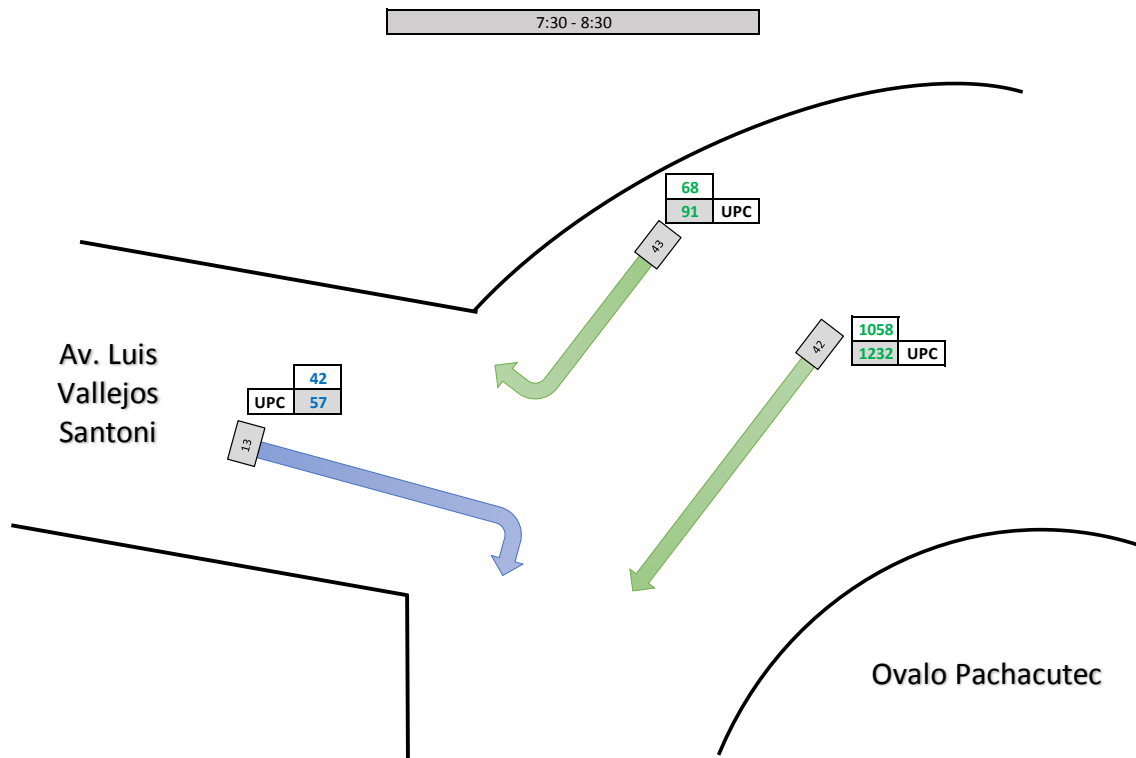 7:30 - 8:30
68
91 UPC
43
1058
1232 UPC
42
Av. Luis
Vallejos
Santoni
42
UPC 57
13
Ovalo Pachacutec